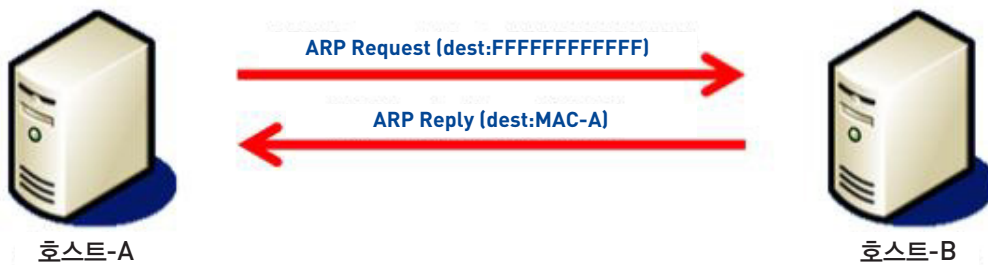 ARP Request (dest:FFFFFFFFFFFF)
ARP Reply (dest:MAC-A)
호스트-A
호스트-B